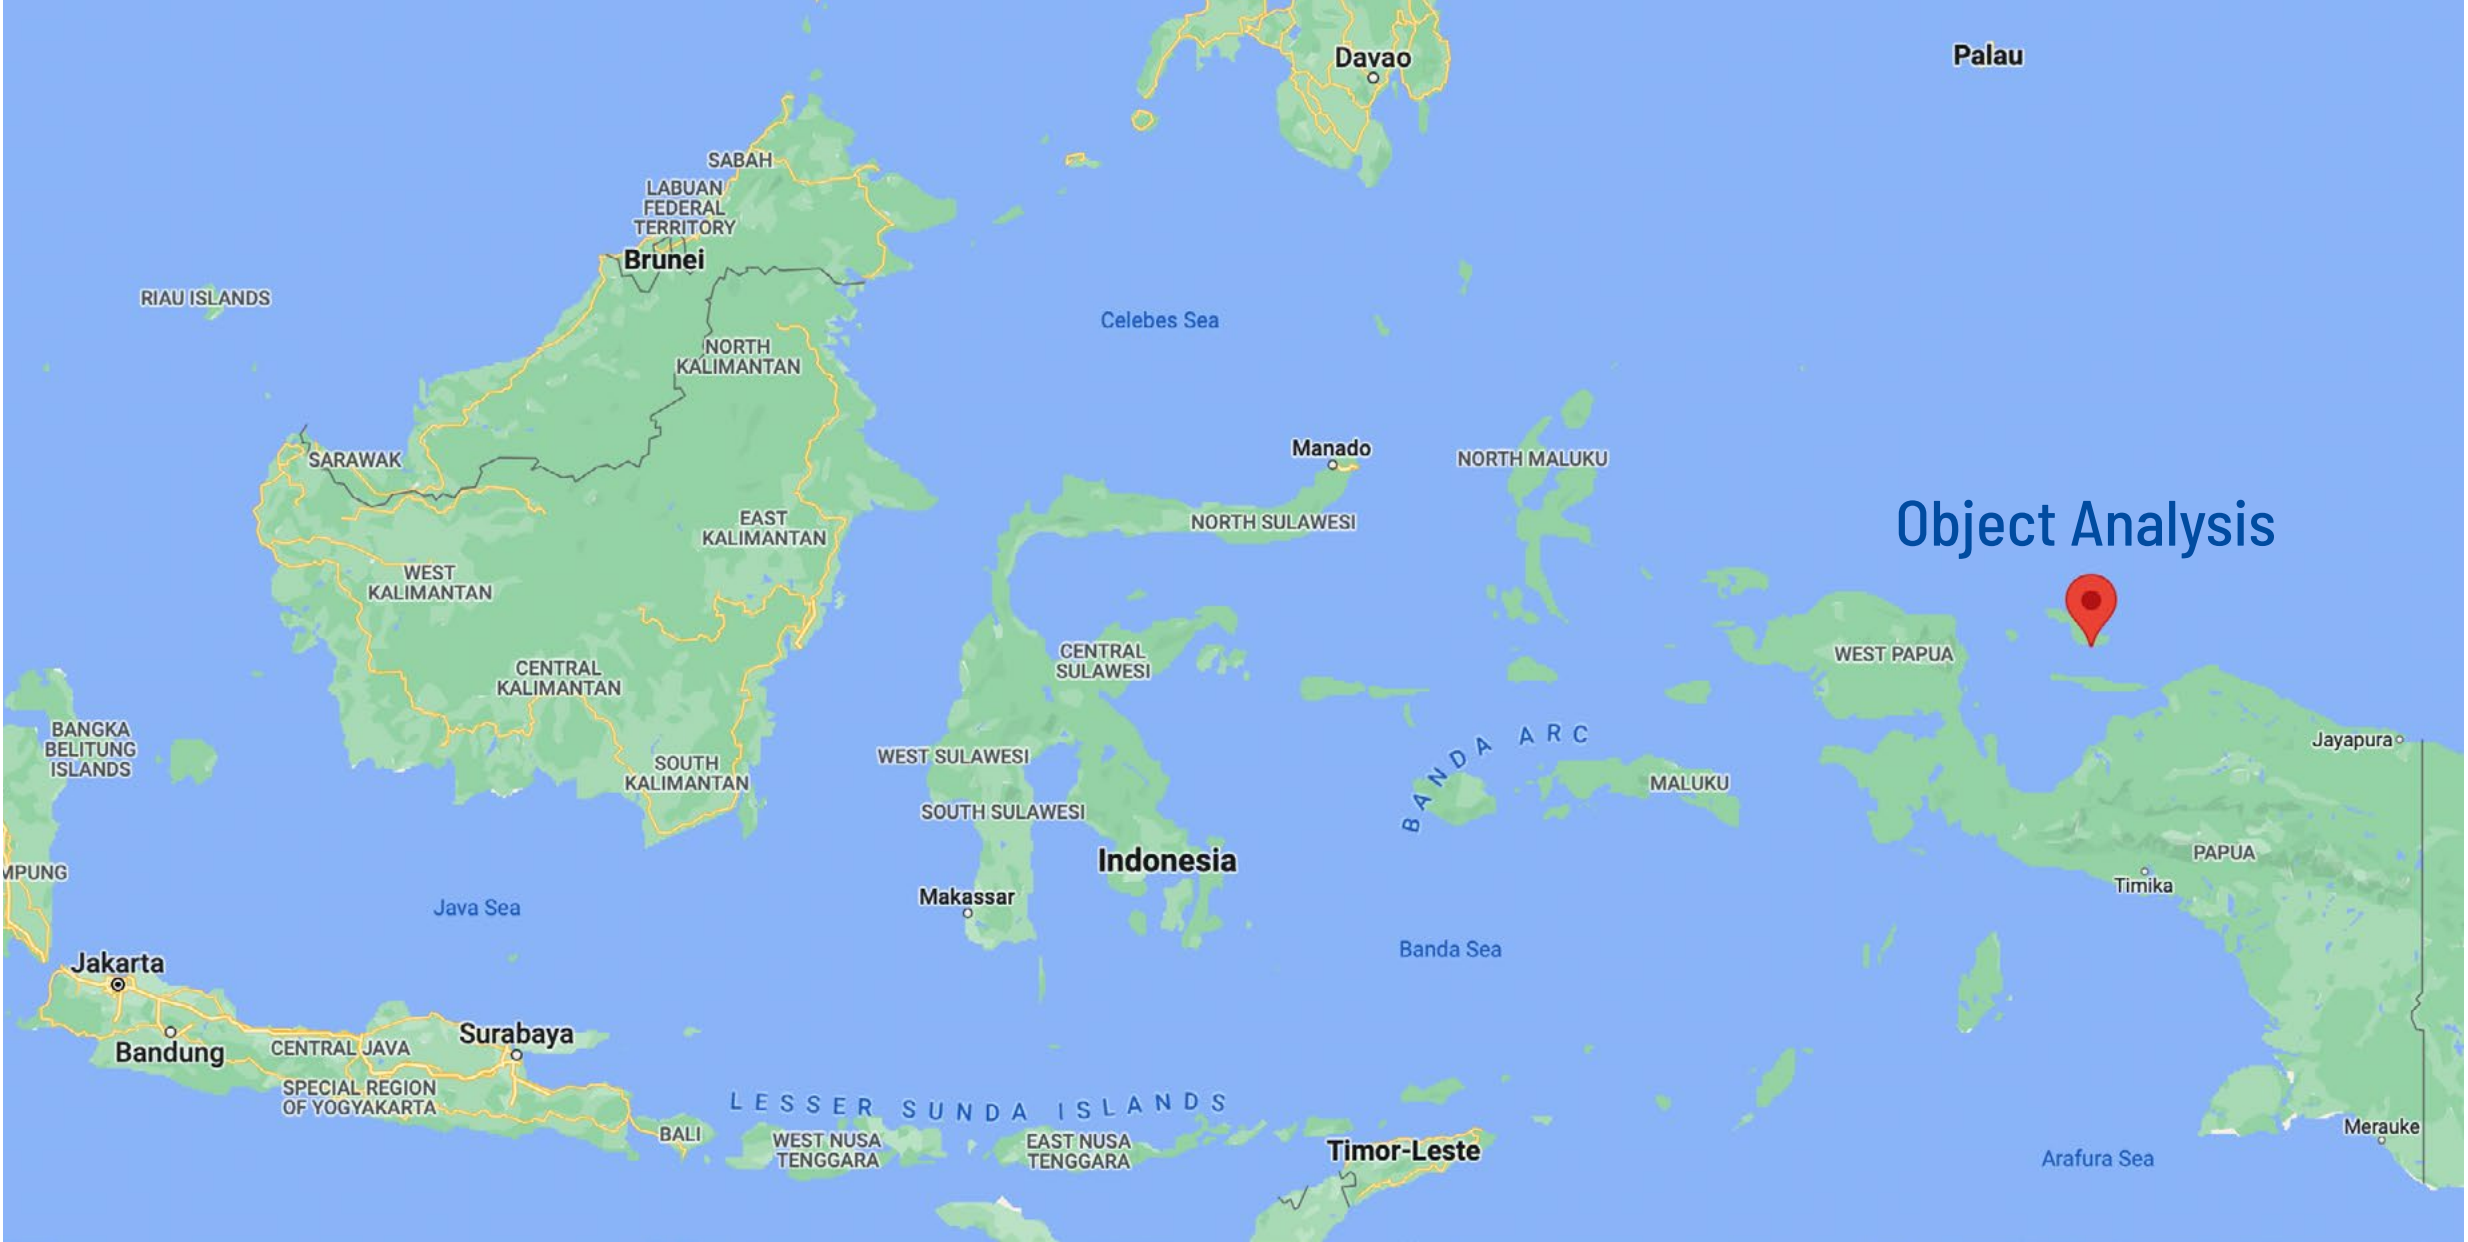 Davao
Palau
SABAH
LABUAN
FEDERAL
TERRITORY
Brunei
RIAU ISLANDS
Celebes Sea
NORTH
KALIMANTAN
Manado
NORTH MALUKU
SARAWAK
EAST
KALIMANTAN
NORTH SULAWESI
Object Analysis
WEST
KALIMANTAN
CENTRAL
SULAWESI
WEST PAPUA
CENTRAL
KALIMANTAN
BANGKA
BELITUNG
ISLANDS
BANDA ARC
Jayapura
WEST SULAWESI
SOUTH
KALIMANTAN
MALUKU
SOUTH SULAWESI
Indonesia
PAPUA
MPUNG
Timika
Makassar
Java Sea
Banda Sea
Jakarta
Surabaya
Bandung
CENTRAL JAVA
SPECIAL REGION
OF YOGYAKARTA
LESSER SUNDA ISLANDS
BALI
WEST NUSA
TENGGARA
EAST NUSA
TENGGARA
Timor-Leste
Merauke
Arafura Sea